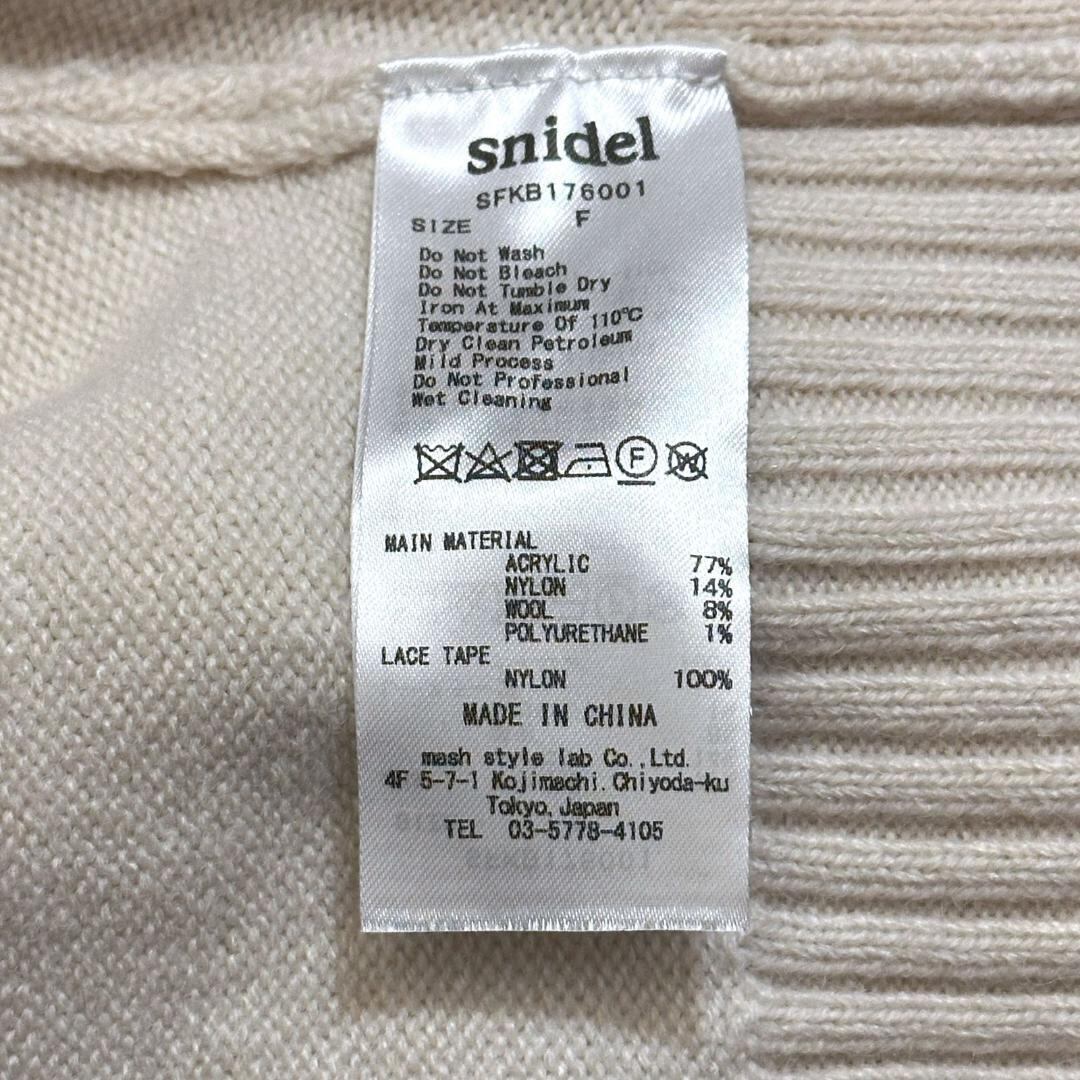 snidel
SFKB176001
SIZE F
Do Not Wash
Do Not Bleach
Do Not Tumble Dry
Iron At Maximum
Temperature Of 110℃
Dry Clean Petroleum
Mild Process
Do Not Professional
Wet Cleaning
F W
MAIN MATERIAL
ACRYLIC 77%
NYLON 14%
WOOL 8%
POLYURETHANE 1%
LACE TAPE
NYLON 100%
MADE IN CHINA
mash style lab Co.,Ltd.
4F 5-7-1 Kojimachi.Chiyoda-ku
Tokyo,Japan
TEL 03-5778-4105